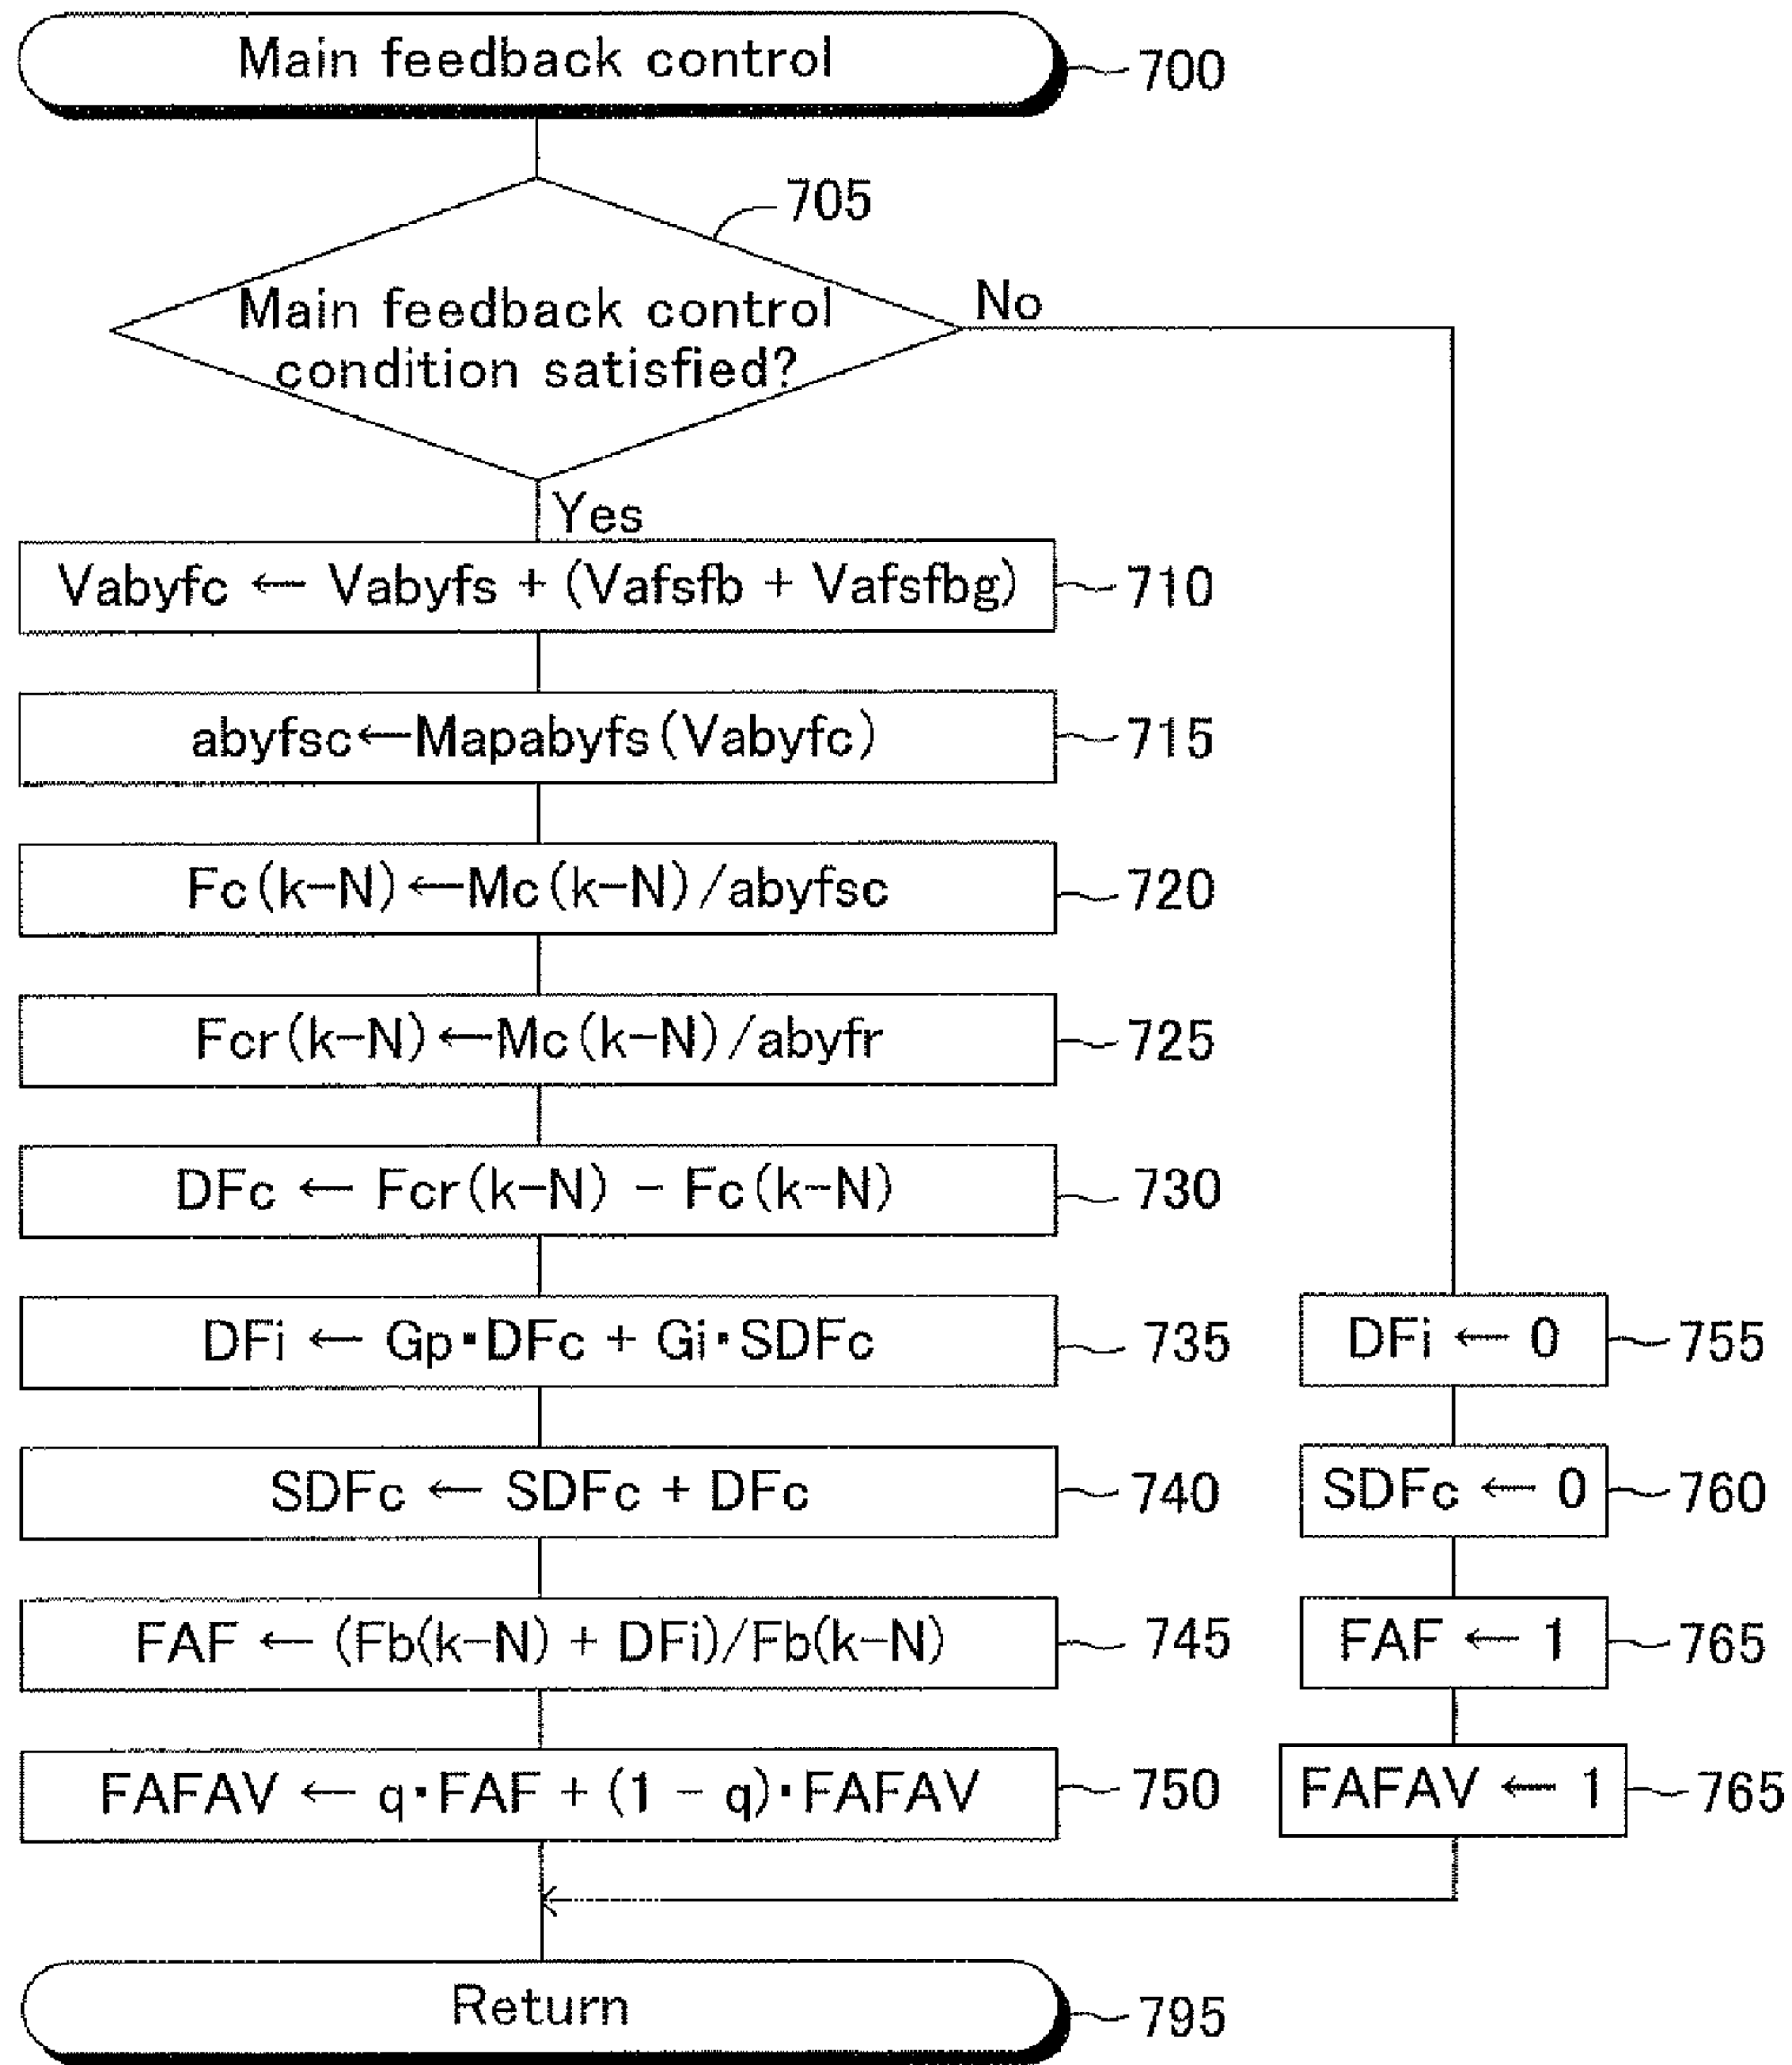 Main feedback control
700
705
Main feedback control
condition satisfied?
No
Yes
Vabyfc ← Vabyfs + (Vafsfb + Vafsfbg)
710
abyfsc←Mapabyfs(Vabyfc)
715
Fc(k-N)←Mc(k-N)/abyfsc
720
Fcr(k-N)←Mc(k-N)/abyfr
725
DFc ← Fcr(k-N) - Fc(k-N)
730
DFi ← Gp▪DFc + Gi▪SDFc
735
DFi ← 0
755
SDFc ← SDFc + DFc
740
SDFc ← 0
760
FAF ← (Fb(k-N) + DFi)/Fb(k-N)
745
FAF ← 1
765
FAFAV ← q▪FAF + (1 - q)▪FAFAV
750
FAFAV ← 1
765
Return
795